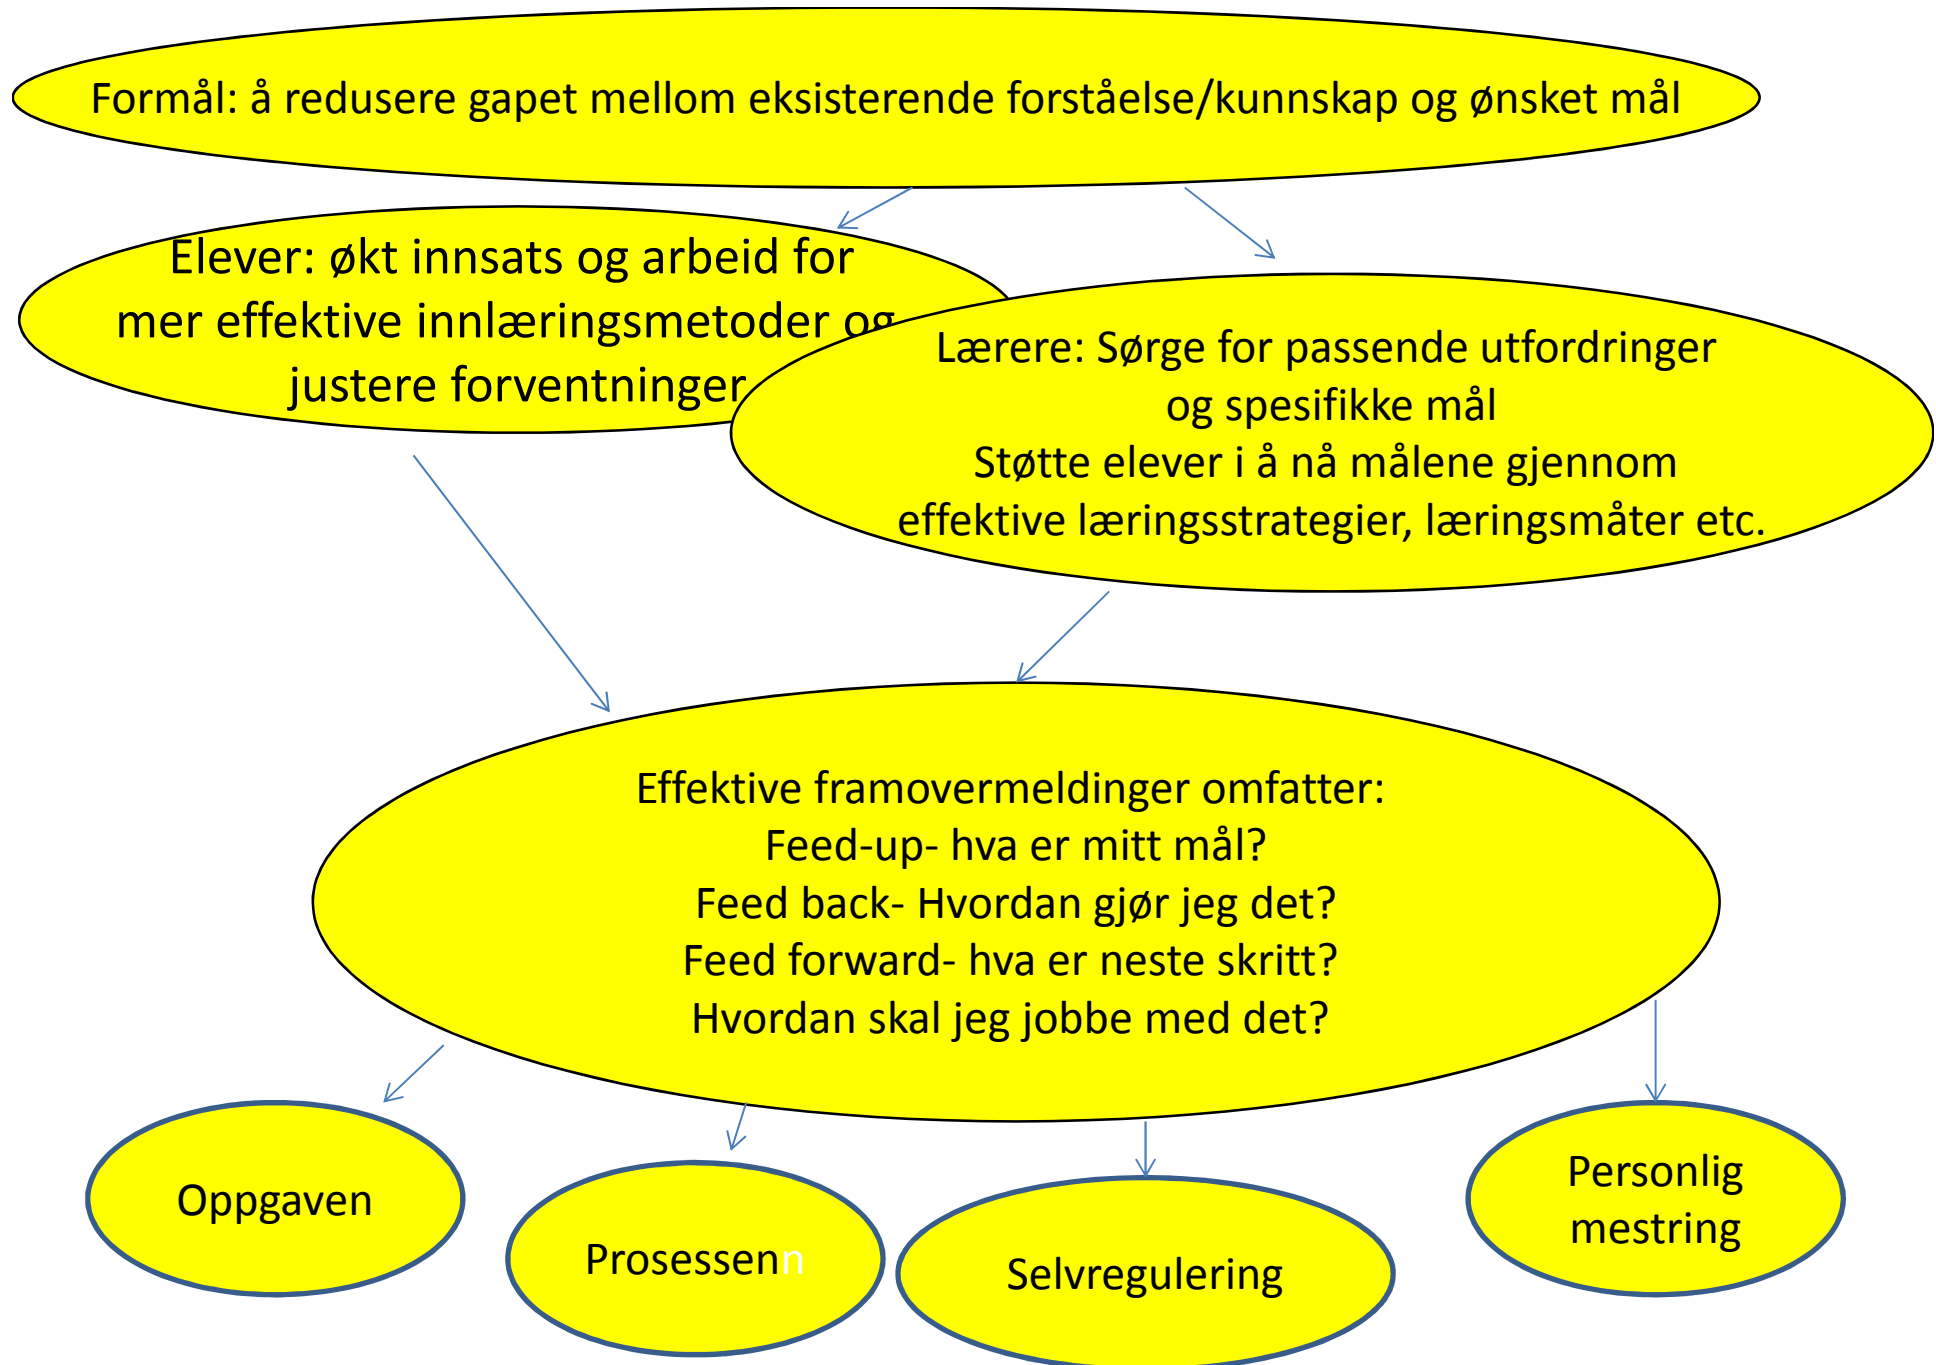 Formål: å redusere gapet mellom eksisterende forståelse/kunnskap og ønsket mål
Elever: økt innsats og arbeid for
mer effektive innlæringsmetoder og
justere forventninger
Lærere: Sørge for passende utfordringer
og spesifikke mål
Støtte elever i å nå målene gjennom
effektive læringsstrategier, læringsmåter etc.
Effektive framovermeldinger omfatter:
Feed-up- hva er mitt mål?
Feed back- Hvordan gjør jeg det?
Feed forward- hva er neste skritt?
Hvordan skal jeg jobbe med det?
Oppgaven
Prosessenn
Selvregulering
Personlig
mestring